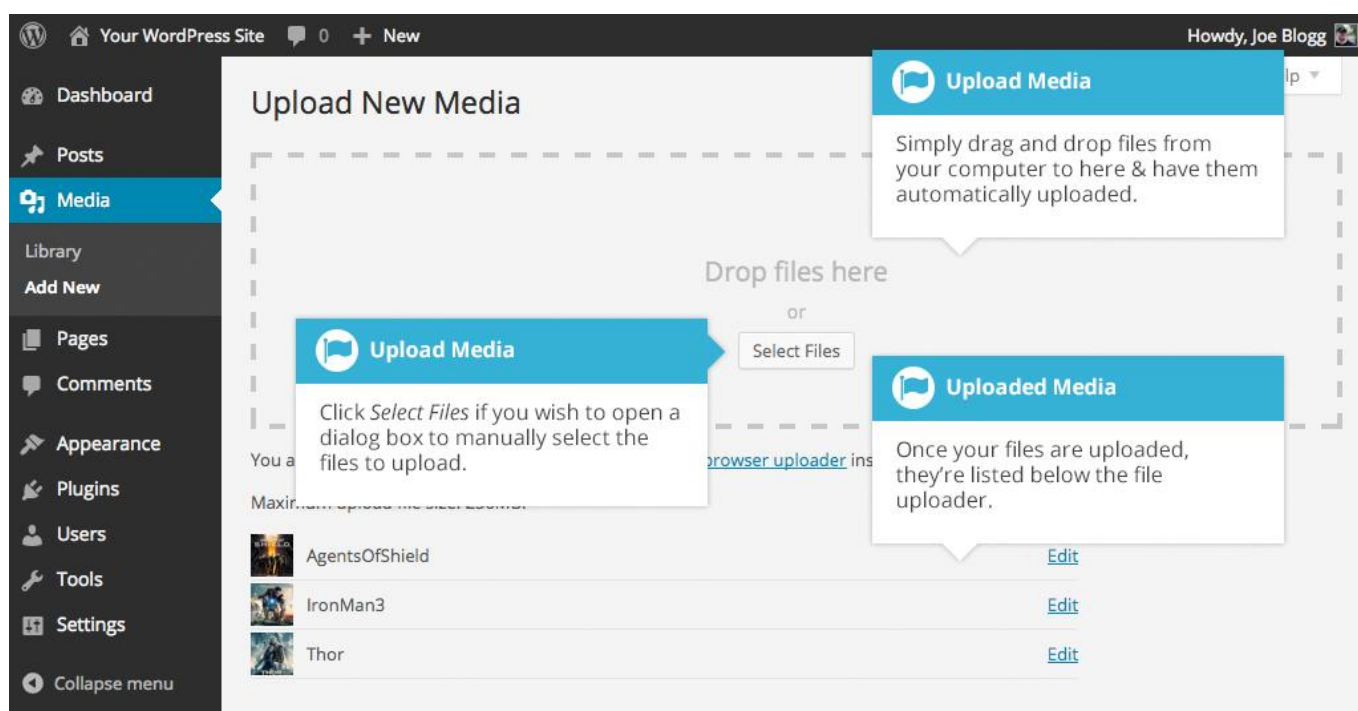 Your WordPress Site 0 + New Howdy, Joe Blogg
Dashboard
Posts
Media
Library
Add New
Pages
Comments
Appearance
Plugins
Users
Tools
Settings
Collapse menu
Upload New Media
lp
Upload Media
Simply drag and drop files from
your computer to here & have them
automatically uploaded.
Drop files here
or
Select Files
Upload Media
Click Select Files if you wish to open a
dialog box to manually select the
files to upload.
Uploaded Media
Once your files are uploaded,
they're listed below the file
uploader.
You a browser uploader ins
AgentsOfShield Edit
IronMan3 Edit
Thor Edit